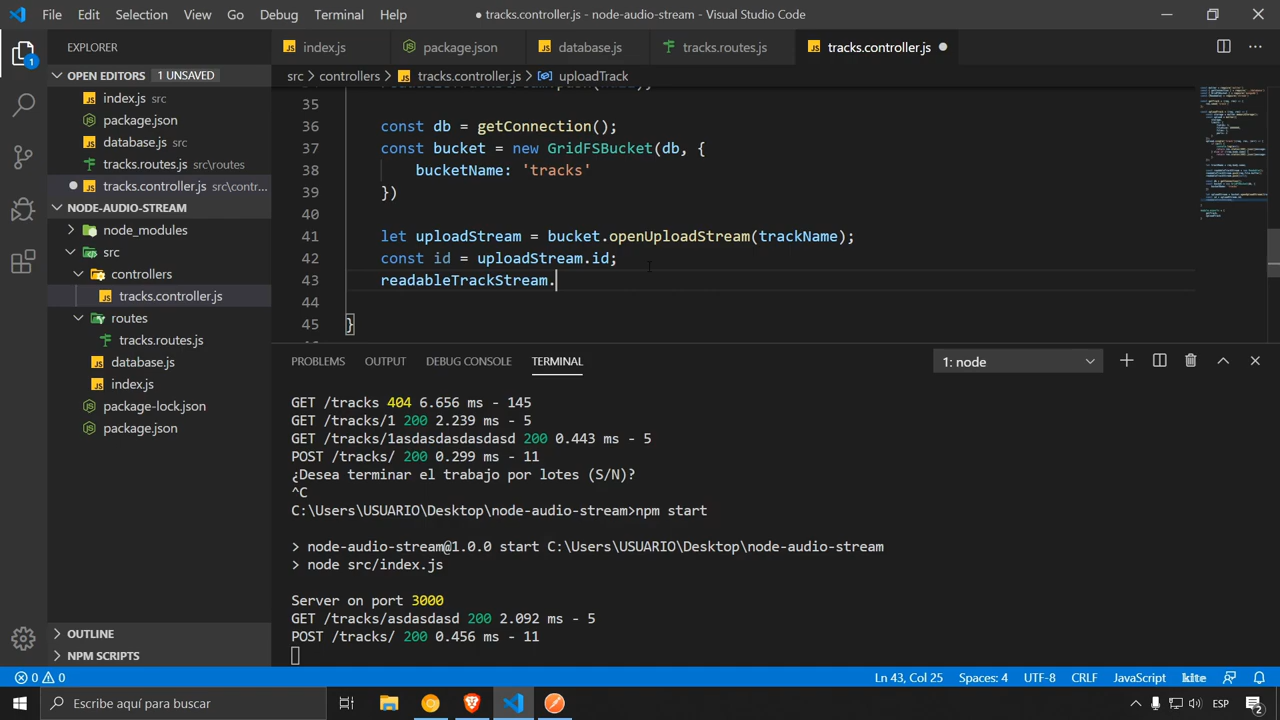 File Edit Selection View Go Debug Terminal Help
● tracks.controller.js - node-audio-stream - Visual Studio Code
EXPLORER
OPEN EDITORS 1 UNSAVED
index.js src
package.json
database.js src
tracks.routes.js src\routes
tracks.controller.js src\contr...
NODE-AUDIO-STREAM
node_modules
src
controllers
tracks.controller.js
routes
tracks.routes.js
database.js
index.js
package-lock.json
package.json
OUTLINE
NPM SCRIPTS
index.js package.json database.js tracks.routes.js tracks.controller.js
src > controllers > tracks.controller.js > uploadTrack
35
36 const db = getConnection();
37 const bucket = new GridFSBucket(db, {
38 bucketName: 'tracks'
39 })
40
41 let uploadStream = bucket.openUploadStream(trackName);
42 const id = uploadStream.id;
43 readableTrackStream.
44
45 }
PROBLEMS OUTPUT DEBUG CONSOLE TERMINAL 1: node
GET /tracks 404 6.656 ms - 145
GET /tracks/1 200 2.239 ms - 5
GET /tracks/1asdasdasdasdasd 200 0.443 ms - 5
POST /tracks/ 200 0.299 ms - 11
¿Desea terminar el trabajo por lotes (S/N)?
^C
C:\Users\USUARIO\Desktop\node-audio-stream>npm start
> node-audio-stream@1.0.0 start C:\Users\USUARIO\Desktop\node-audio-stream
> node src/index.js
Server on port 3000
GET /tracks/asdasdasd 200 2.092 ms - 5
POST /tracks/ 200 0.456 ms - 11
0 0 Ln 43, Col 25 Spaces: 4 UTF-8 CRLF JavaScript kite
Escribe aquí para buscar
ESP
2